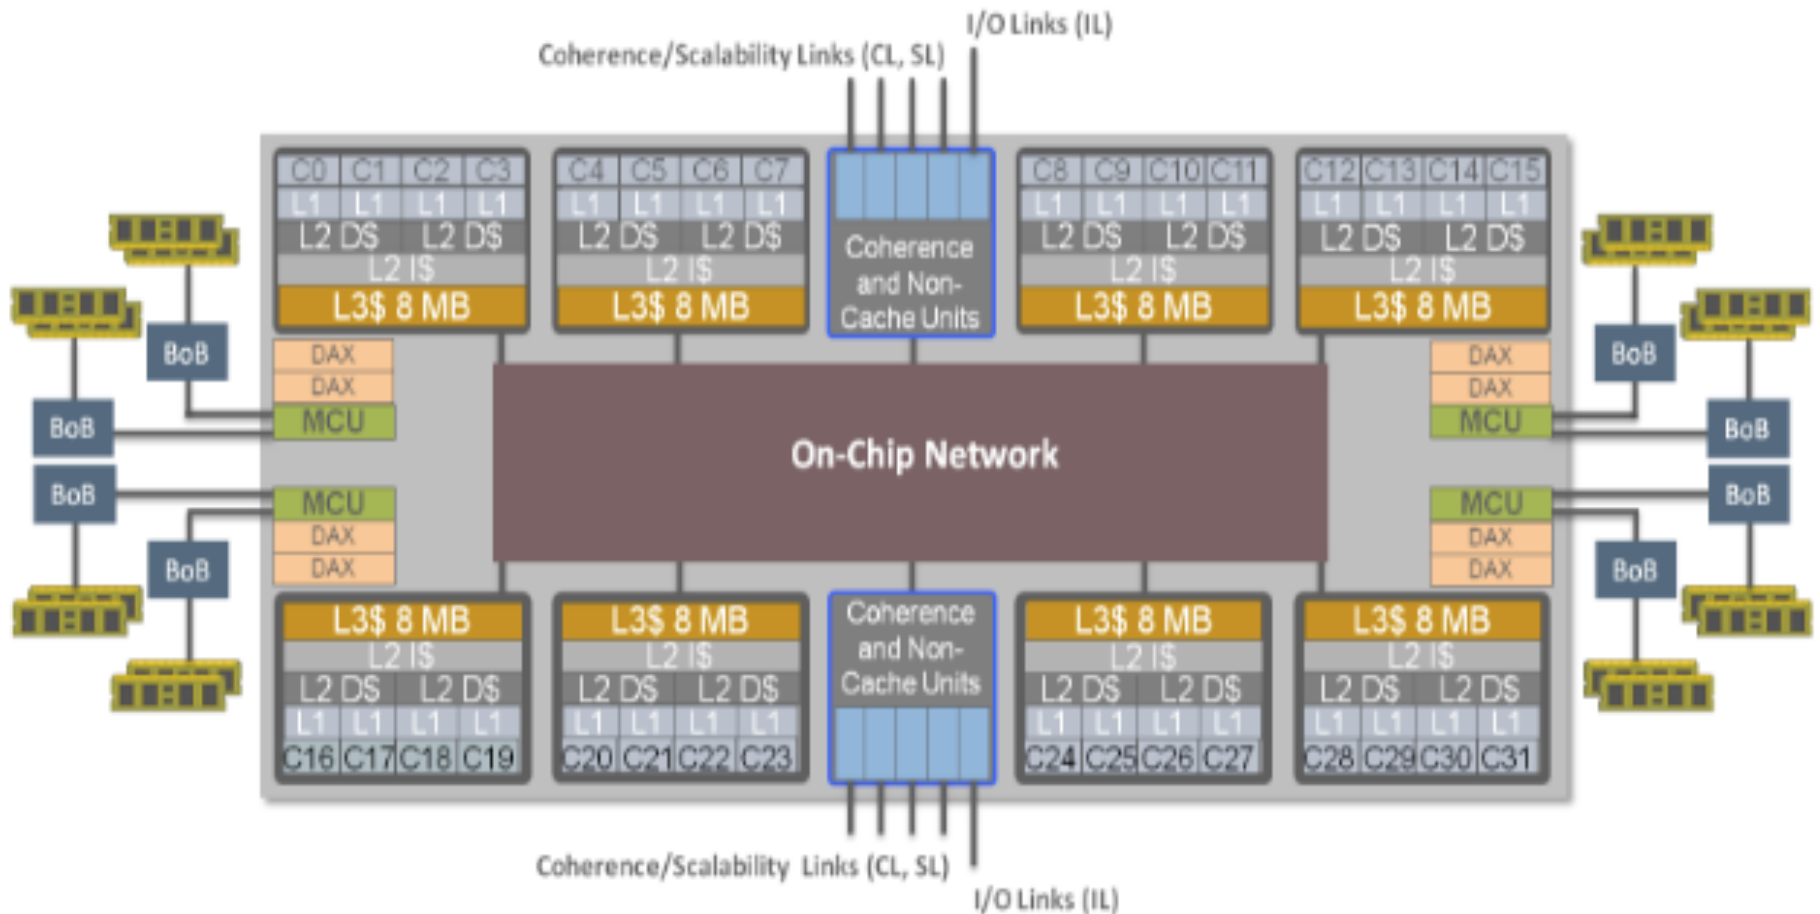 I/O Links (IL)
Coherence/Scalability Links (CL, SL)
C0 C1 C2 C3
L1 L1 L1 L1
L2 D$ L2 D$
L2 I$
L3$ 8 MB
C4 C5 C6 C7
L1 L1 L1 L1
L2 D$ L2 D$
L2 I$
L3$ 8 MB
Coherence
and Non-
Cache Units
C8 C9 C10 C11
L1 L1 L1 L1
L2 D$ L2 D$
L2 I$
L3$ 8 MB
C12 C13 C14 C15
L1 L1 L1 L1
L2 D$ L2 D$
L2 I$
L3$ 8 MB
BoB
BoB
BoB
BoB
DAX
DAX
MCU
MCU
DAX
DAX
On-Chip Network
DAX
DAX
MCU
MCU
DAX
DAX
BoB
BoB
BoB
BoB
L3$ 8 MB
L2 I$
L2 D$ L2 D$
L1 L1 L1 L1
C16 C17 C18 C19
L3$ 8 MB
L2 I$
L2 D$ L2 D$
L1 L1 L1 L1
C20 C21 C22 C23
Coherence
and Non-
Cache Units
L3$ 8 MB
L2 I$
L2 D$ L2 D$
L1 L1 L1 L1
C24 C25 C26 C27
L3$ 8 MB
L2 I$
L2 D$ L2 D$
L1 L1 L1 L1
C28 C29 C30 C31
Coherence/Scalability Links (CL, SL)
I/O Links (IL)